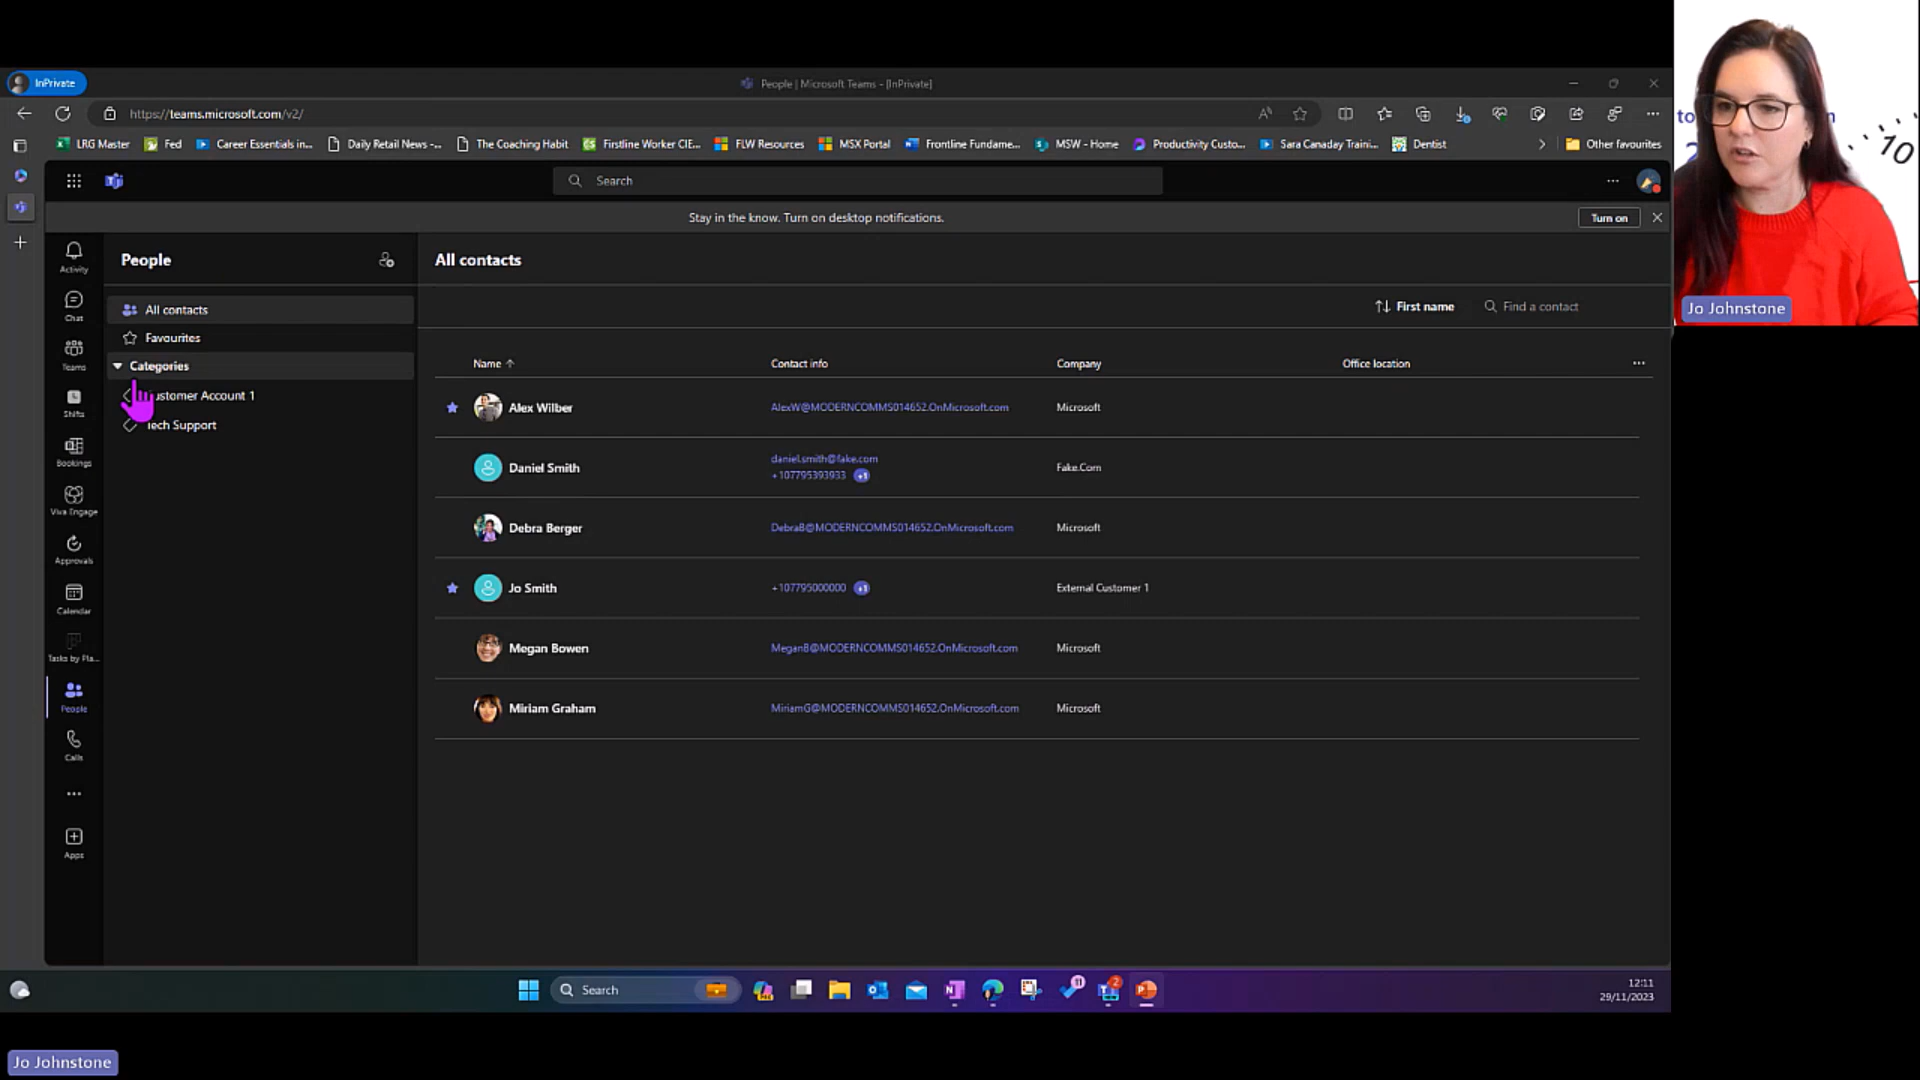 InPrivate
People | Microsoft Teams - [InPrivate]
https://teams.microsoft.com/v2/
LRG Master
Fed
Career Essentials in...
Daily Retail News -...
The Coaching Habit
Firstline Worker CIE...
FLW Resources
MSX Portal
Frontline Fundame...
MSW - Home
Productivity Custo...
Sara Canaday Traini...
Dentist
Other favourites
Search
Stay in the know. Turn on desktop notifications.
Turn on
Activity
Chat
Teams
Shifts
Bookings
Viva Engage
Approvals
Calendar
Tasks by Pla...
People
Calls
Apps
People
All contacts
Favourites
Categories
ustomer Account 1
Tech Support
All contacts
First name
Find a contact
Name
Contact info
Company
Office location
Alex Wilber
AlexW@MODERNCOMMS014652.OnMicrosoft.com
Microsoft
Daniel Smith
daniel.smith@fake.com
+107795393933
+1
Fake.Com
Debra Berger
DebraB@MODERNCOMMS014652.OnMicrosoft.com
Microsoft
Jo Smith
+107795000000
+1
External Customer 1
Megan Bowen
MeganB@MODERNCOMMS014652.OnMicrosoft.com
Microsoft
Miriam Graham
MiriamG@MODERNCOMMS014652.OnMicrosoft.com
Microsoft
Search
11
2
12:11
29/11/2023
to
10
Jo Johnstone
Jo Johnstone